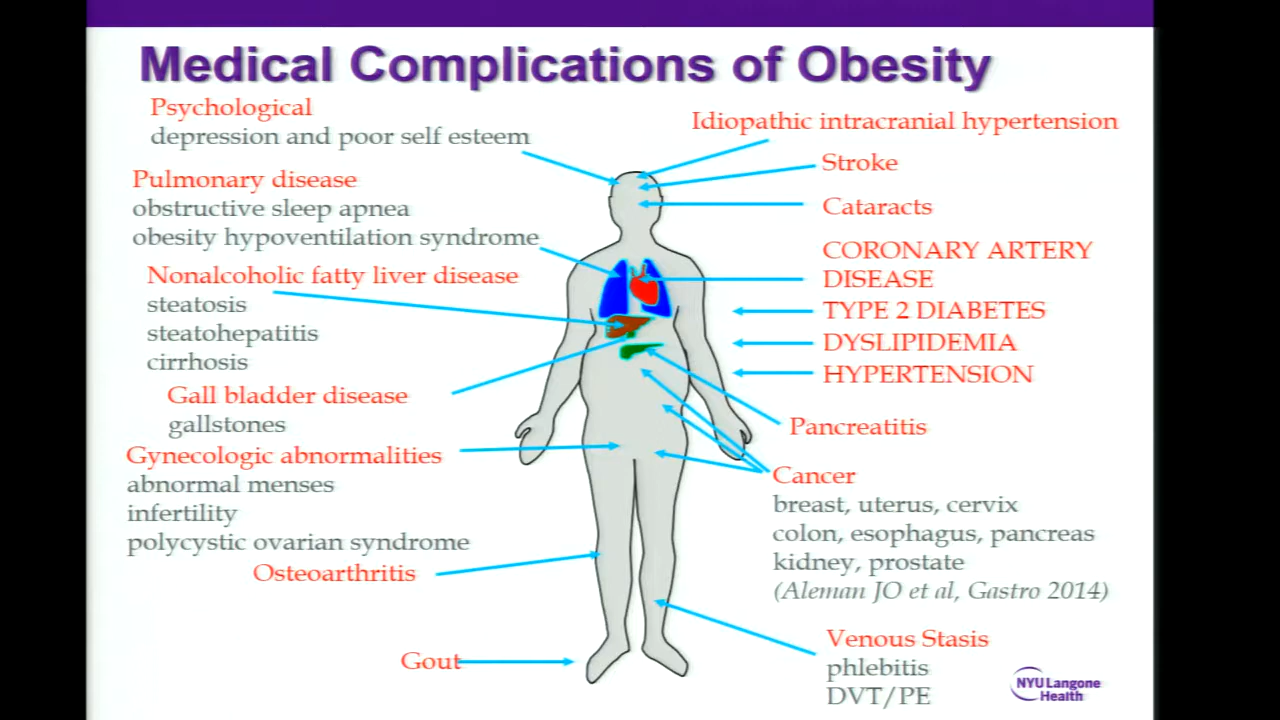 Medical Complications of Obesity
Psychological
depression and poor self esteem
Pulmonary disease
obstructive sleep apnea
obesity hypoventilation syndrome
Nonalcoholic fatty liver disease
steatosis
steatohepatitis
cirrhosis
Gall bladder disease
gallstones
Gynecologic abnormalities
abnormal menses
infertility
polycystic ovarian syndrome
Osteoarthritis
Gout
Idiopathic intracranial hypertension
Stroke
Cataracts
CORONARY ARTERY
DISEASE
TYPE 2 DIABETES
DYSLIPIDEMIA
HYPERTENSION
Pancreatitis
Cancer
breast, uterus, cervix
colon, esophagus, pancreas
kidney, prostate
(Aleman JO et al, Gastro 2014)
Venous Stasis
phlebitis
DVT/PE
NYU Langone
Health